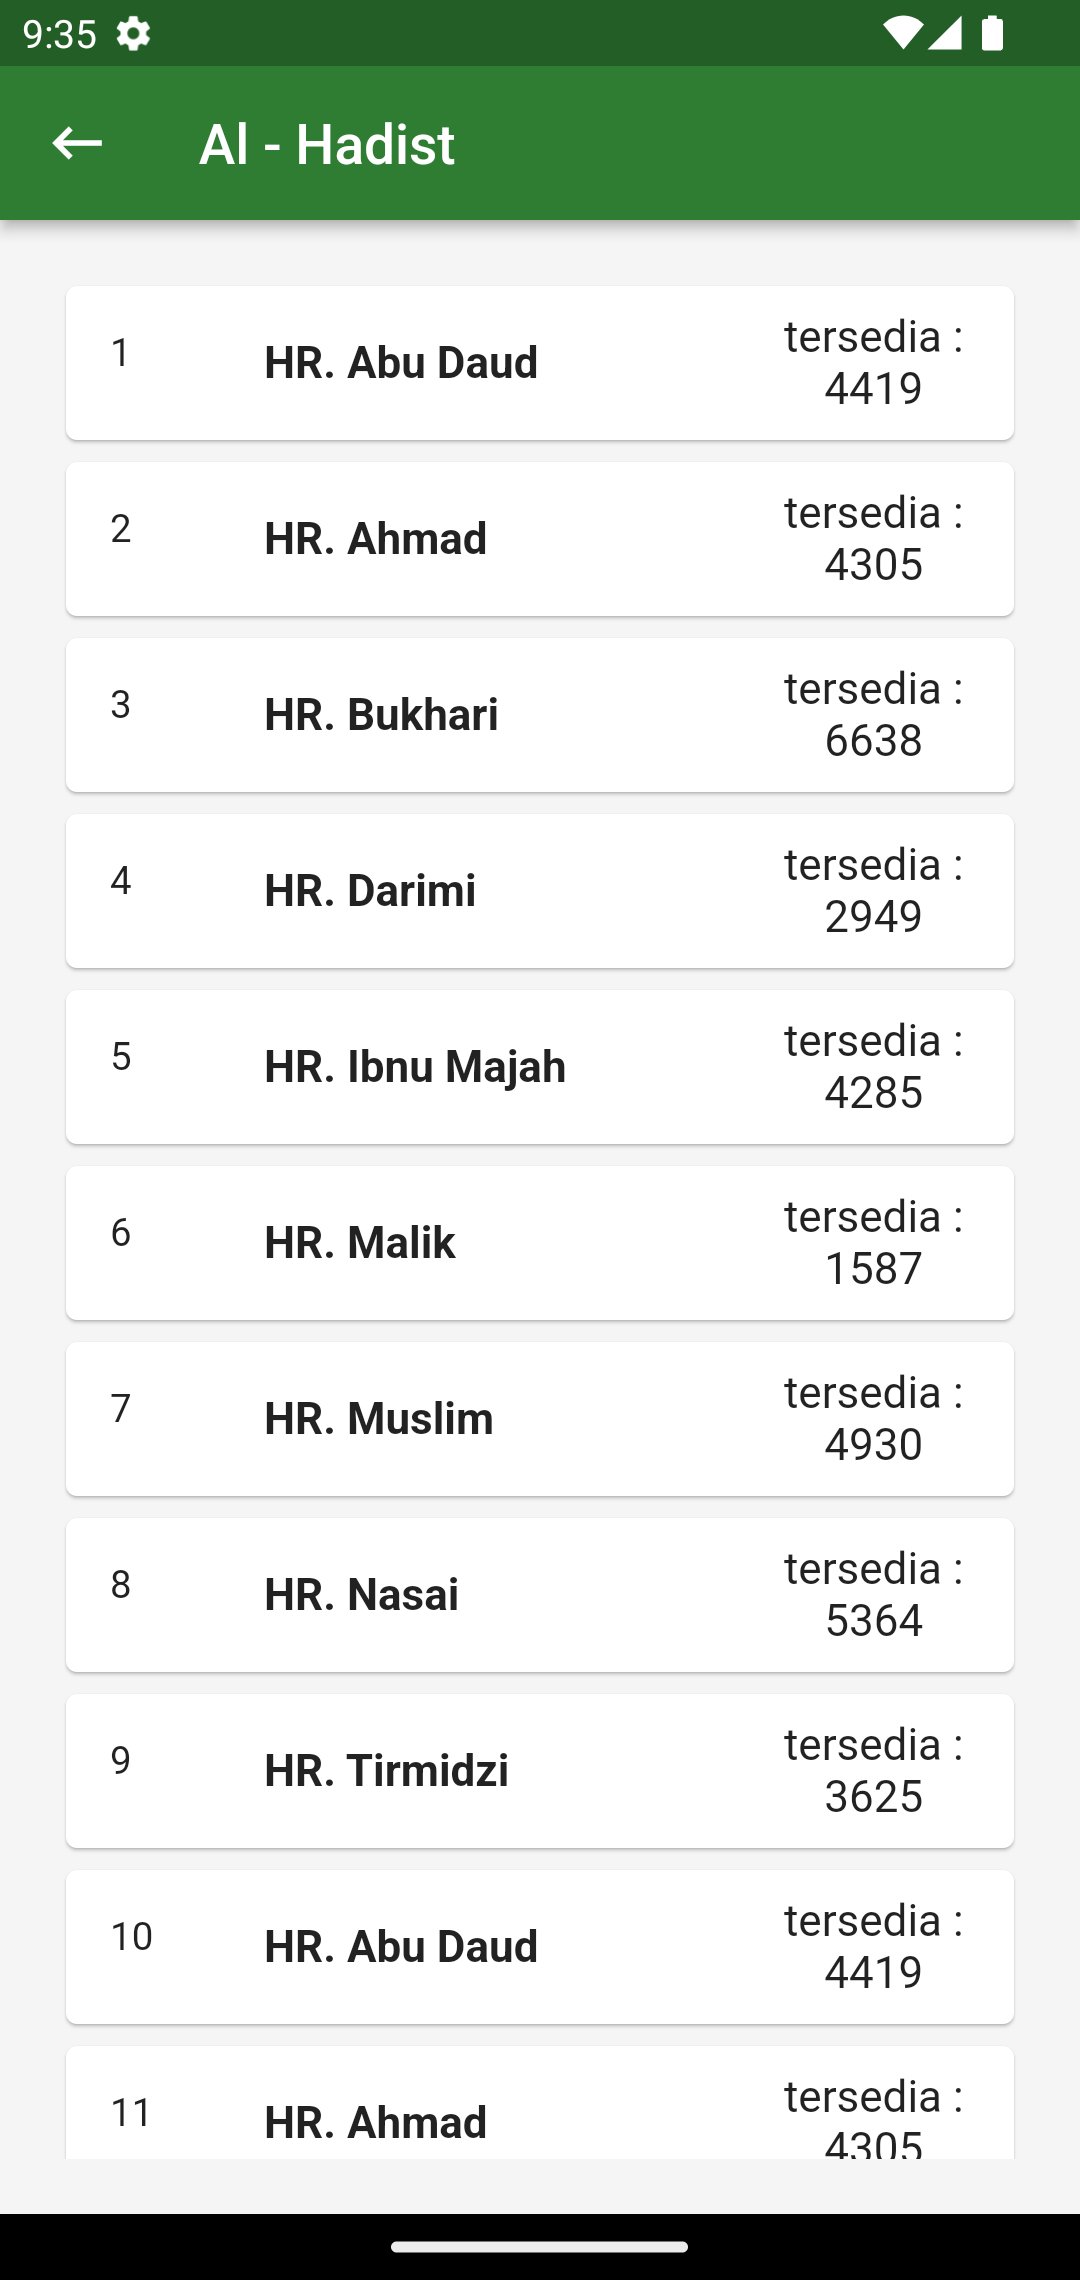 9:35
Al - Hadist
1
HR. Abu Daud
tersedia :
4419
2
HR. Ahmad
tersedia :
4305
3
HR. Bukhari
tersedia :
6638
4
HR. Darimi
tersedia :
2949
5
HR. Ibnu Majah
tersedia :
4285
6
HR. Malik
tersedia :
1587
7
HR. Muslim
tersedia :
4930
8
HR. Nasai
tersedia :
5364
9
HR. Tirmidzi
tersedia :
3625
10
HR. Abu Daud
tersedia :
4419
11
HR. Ahmad
tersedia :
4305